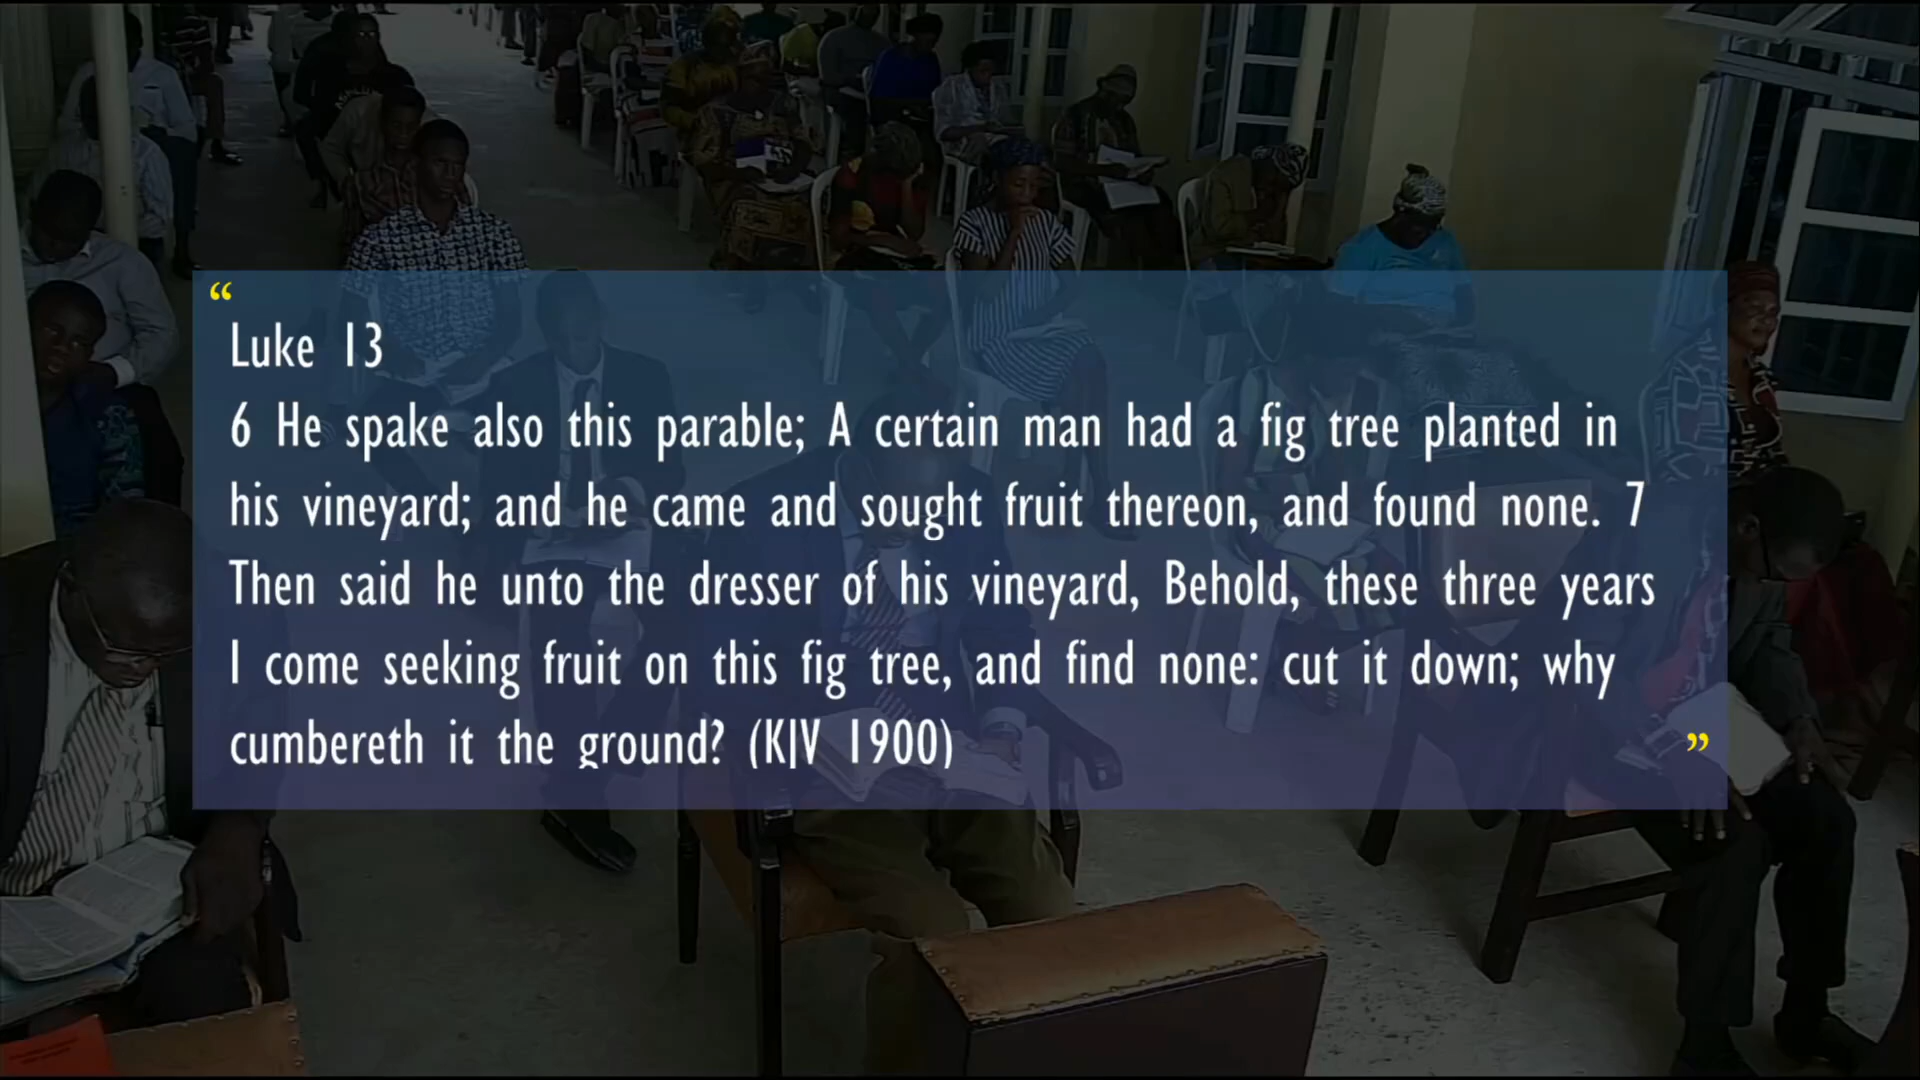 “
Luke 13
6 He spake also this parable; A certain man had a fig tree planted in
his vineyard; and he came and sought fruit thereon, and found none. 7
Then said he unto the dresser of his vineyard, Behold, these three years
I come seeking fruit on this fig tree, and find none: cut it down; why
cumbereth it the ground? (KJV 1900)
”